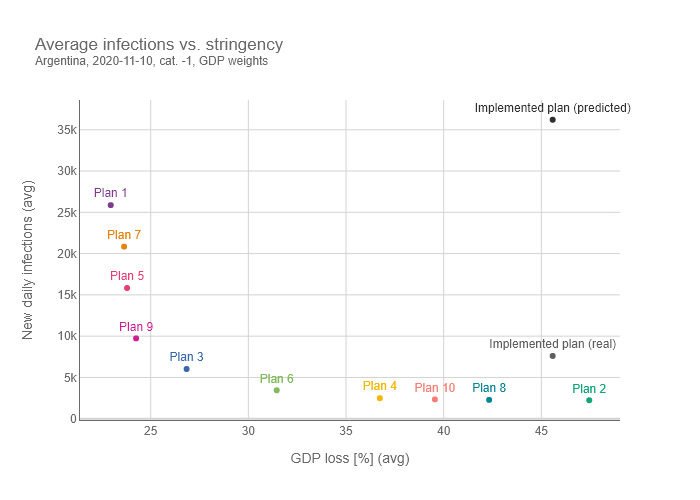 Average infections vs. stringency
Argentina, 2020-11-10, cat. -1, GDP weights
Implemented plan (predicted)
35k
30k
Plan 1
25k
Plan 7
20k
Plan 5
15k
Plan 9
10k
Implemented plan (real)
Plan 3
Plan 6
5k
Plan 4
Plan 10
Plan 8
Plan 2
0
25
30
35
40
45
New daily infections (avg)
GDP loss [%] (avg)